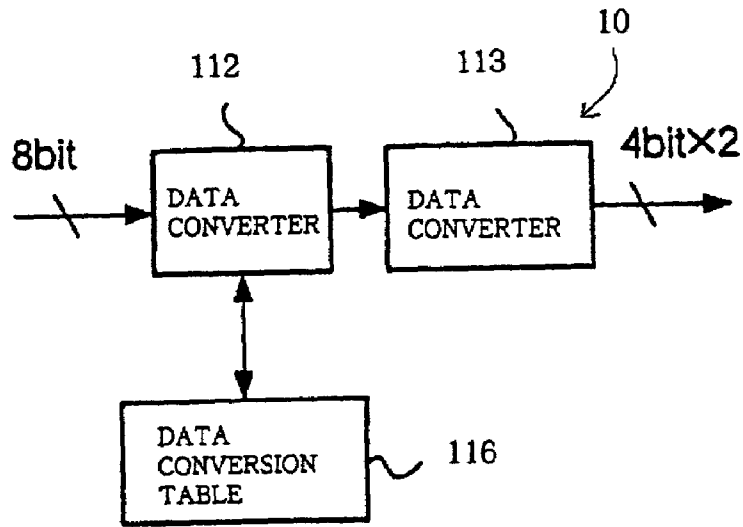 10
112
113
8bit
4bit×2
DATA
CONVERTER
DATA
CONVERTER
DATA
CONVERSION
TABLE
116